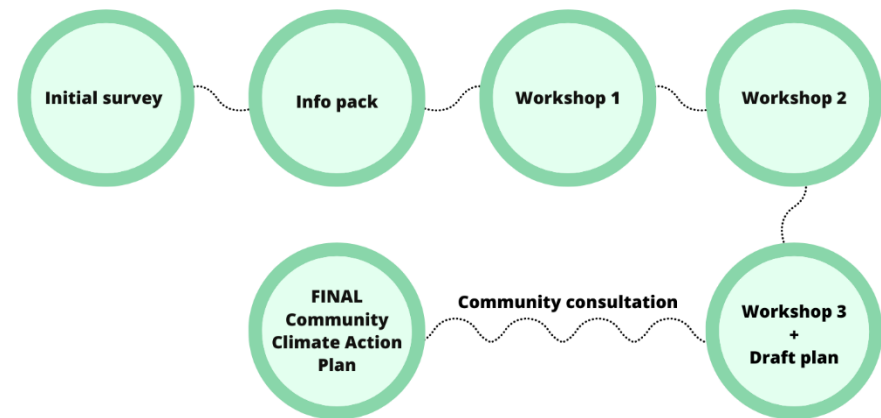 Initial survey
Info pack
Workshop 1
Workshop 2
Workshop 3
+
Draft plan
Community consultation
FINAL
Community
Climate Action
Plan